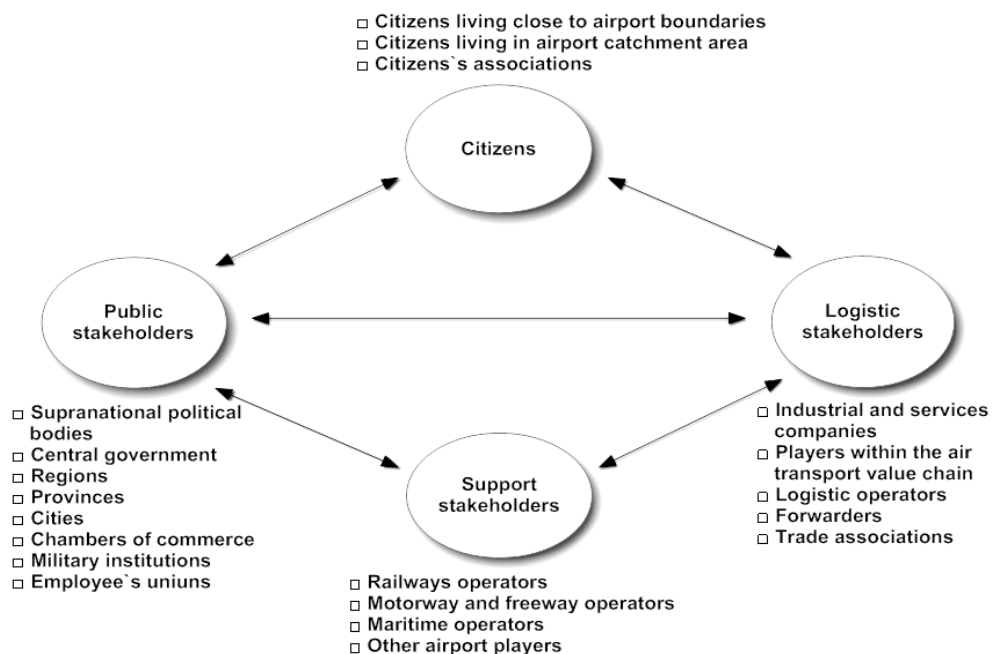 □ Citizens living close to airport boundaries
□ Citizens living in airport catchment area
□ Citizens`s associations
Citizens
Public
stakeholders
Logistic
stakeholders
□ Supranational political
bodies
□ Central government
□ Regions
□ Provinces
□ Cities
□ Chambers of commerce
□ Military institutions
□ Employee`s uniuns
Support
stakeholders
□ Railways operators
□ Motorway and freeway operators
□ Maritime operators
□ Other airport players
□ Industrial and services
companies
□ Players within the air
transport value chain
□ Logistic operators
□ Forwarders
□ Trade associations